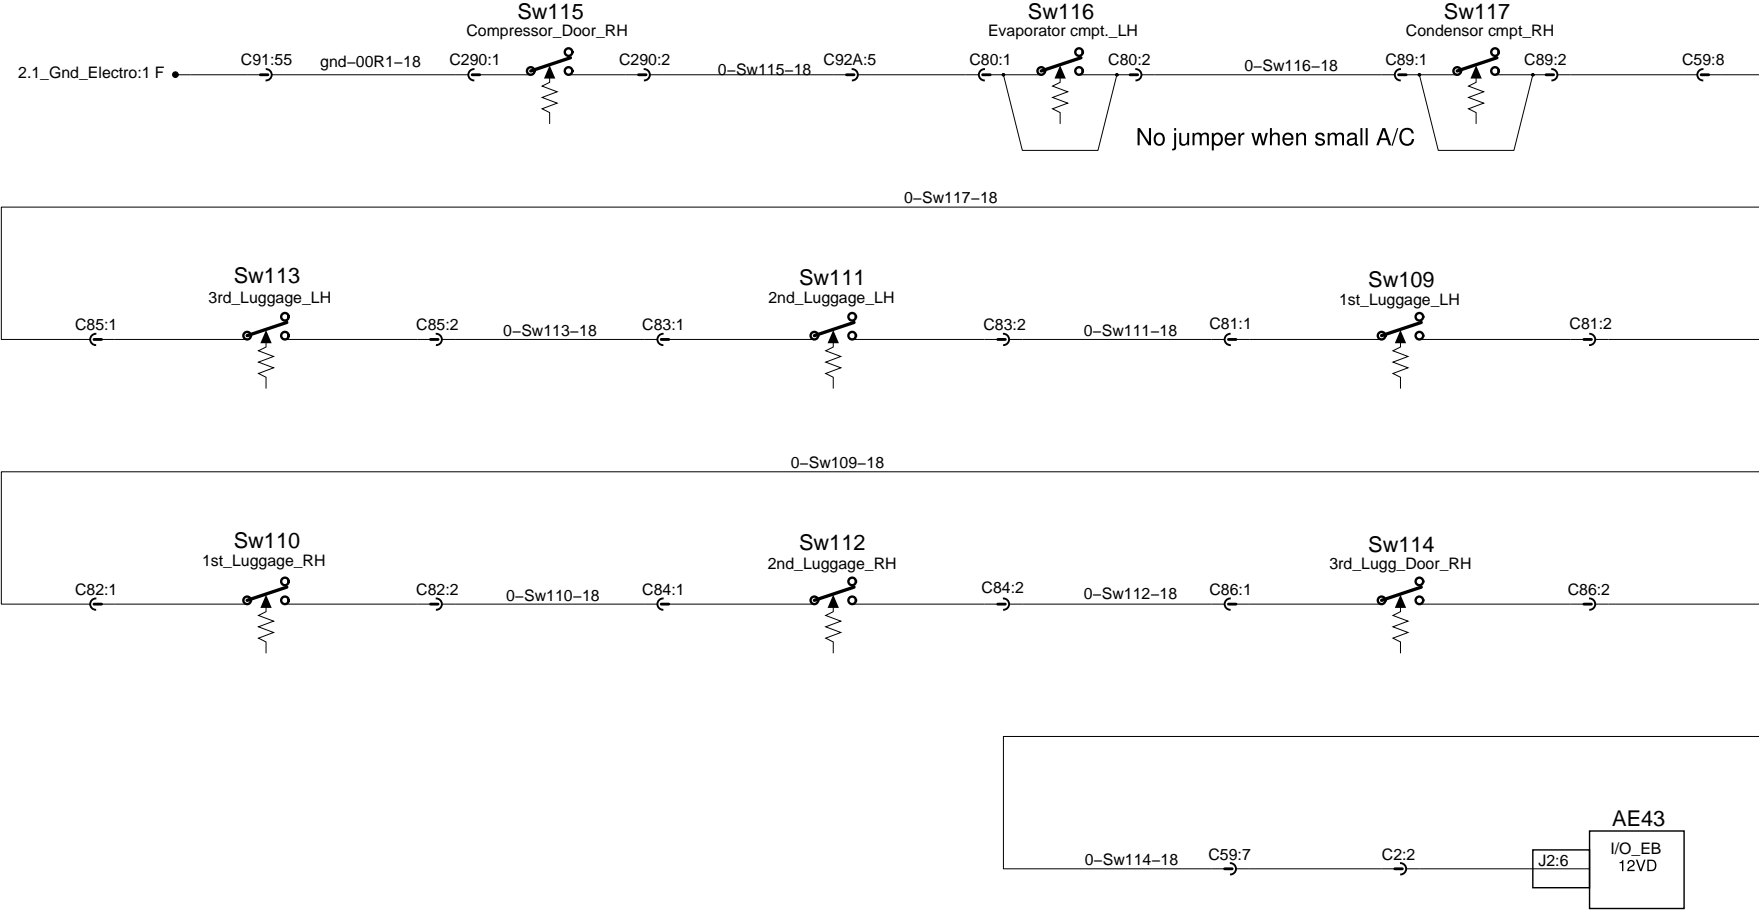 Sw115
Compressor_Door_RH
Sw116
Evaporator cmpt._LH
Sw117
Condensor cmpt_RH
2.1_Gnd_Electro:1 F
C91:55
gnd-00R1-18
C290:1
C290:2
0-Sw115-18
C92A:5
C80:1
C80:2
0-Sw116-18
C89:1
C89:2
C59:8
No jumper when small A/C
0-Sw117-18
Sw113
3rd_Luggage_LH
Sw111
2nd_Luggage_LH
Sw109
1st_Luggage_LH
C85:1
C85:2
0-Sw113-18
C83:1
C83:2
0-Sw111-18
C81:1
C81:2
0-Sw109-18
Sw110
1st_Luggage_RH
Sw112
2nd_Luggage_RH
Sw114
3rd_Lugg_Door_RH
C82:1
C82:2
0-Sw110-18
C84:1
C84:2
0-Sw112-18
C86:1
C86:2
AE43
I/O_EB
12VD
0-Sw114-18
C59:7
C2:2
J2:6